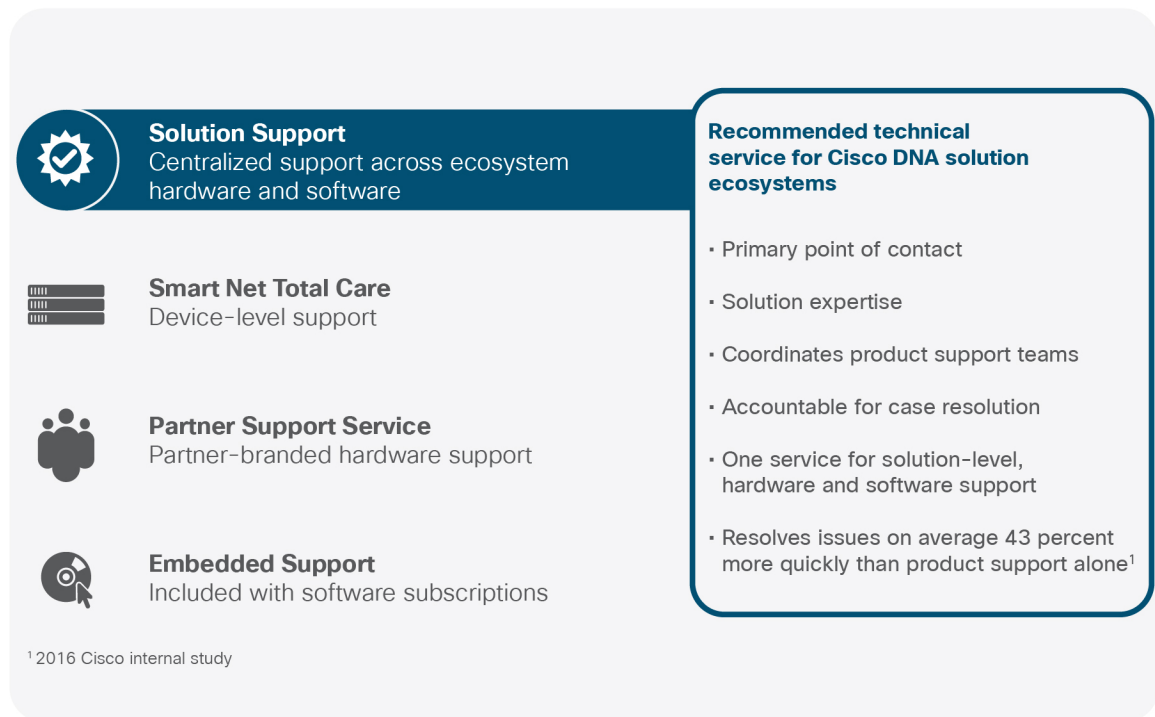 Solution Support
Centralized support across ecosystem
hardware and software
Smart Net Total Care
Device-level support
Partner Support Service
Partner-branded hardware support
Embedded Support
Included with software subscriptions
Recommended technical
service for Cisco DNA solution
ecosystems
· Primary point of contact
· Solution expertise
· Coordinates product support teams
· Accountable for case resolution
· One service for solution-level,
hardware and software support
· Resolves issues on average 43 percent
more quickly than product support alone¹
¹ 2016 Cisco internal study